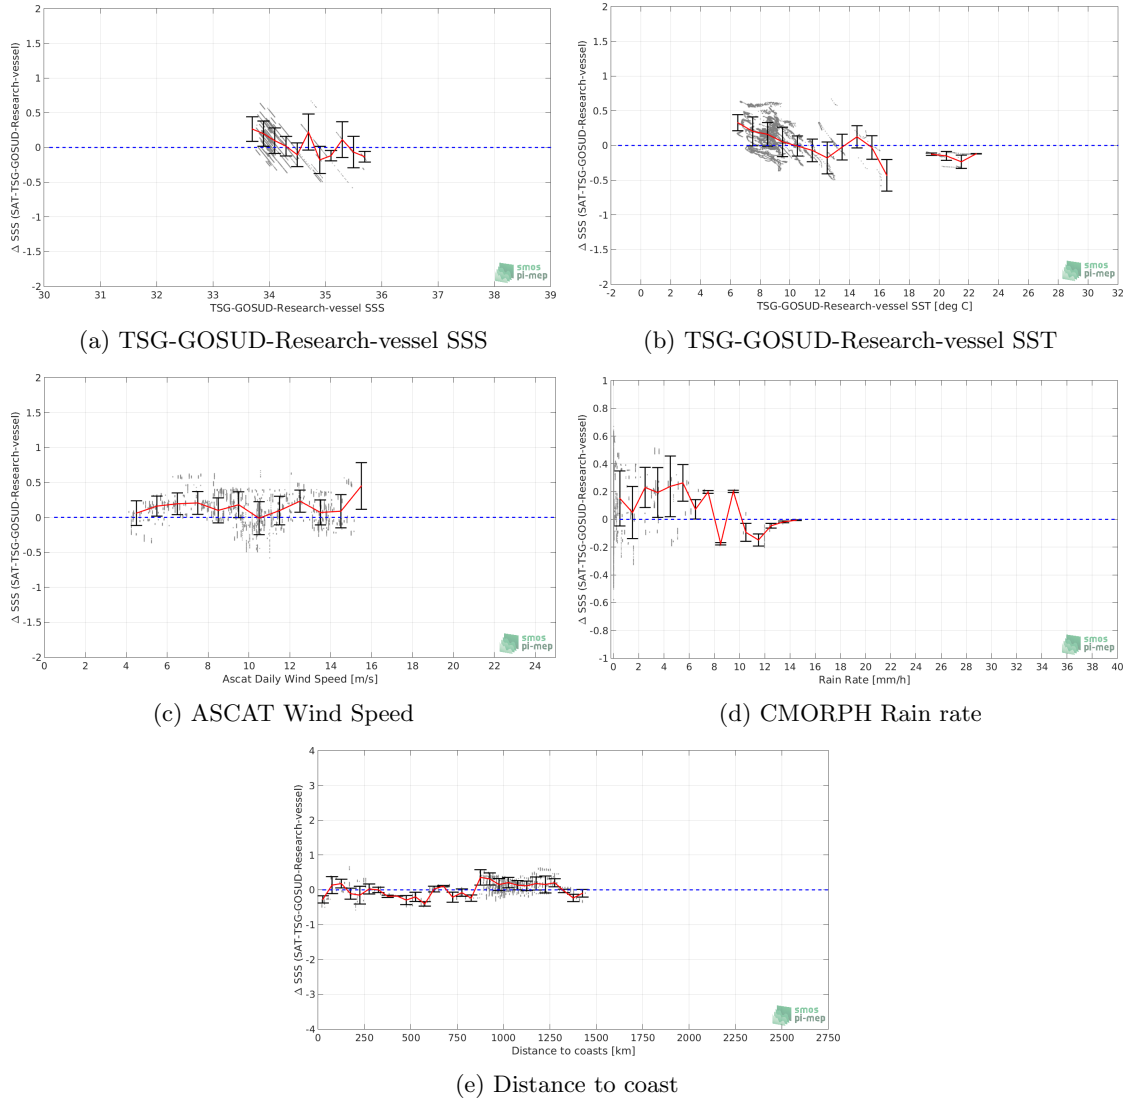 2
1.5
1
0.5
0
-0.5
-1
-1.5
-2
Δ SSS (SAT-TSG-GOSUD-Research-vessel)
30 31 32 33 34 35 36 37 38 39
TSG-GOSUD-Research-vessel SSS
smos
pi-mep
(a) TSG-GOSUD-Research-vessel SSS
2
1.5
1
0.5
0
-0.5
-1
-1.5
-2
Δ SSS (SAT-TSG-GOSUD-Research-vessel)
-2 0 2 4 6 8 10 12 14 16 18 20 22 24 26 28 30 32
TSG-GOSUD-Research-vessel SST [deg C]
smos
pi-mep
(b) TSG-GOSUD-Research-vessel SST
2
1.5
1
0.5
0
-0.5
-1
-1.5
-2
Δ SSS (SAT-TSG-GOSUD-Research-vessel)
0 2 4 6 8 10 12 14 16 18 20 22 24
Ascat Daily Wind Speed [m/s]
smos
pi-mep
(c) ASCAT Wind Speed
1
0.8
0.6
0.4
0.2
0
-0.2
-0.4
-0.6
-0.8
-1
Δ SSS (SAT-TSG-GOSUD-Research-vessel)
0 2 4 6 8 10 12 14 16 18 20 22 24 26 28 30 32 34 36 38 40
Rain Rate [mm/h]
smos
pi-mep
(d) CMORPH Rain rate
4
3
2
1
0
-1
-2
-3
-4
Δ SSS (SAT-TSG-GOSUD-Research-vessel)
0 250 500 750 1000 1250 1500 1750 2000 2250 2500 2750
Distance to coasts [km]
smos
pi-mep
(e) Distance to coast